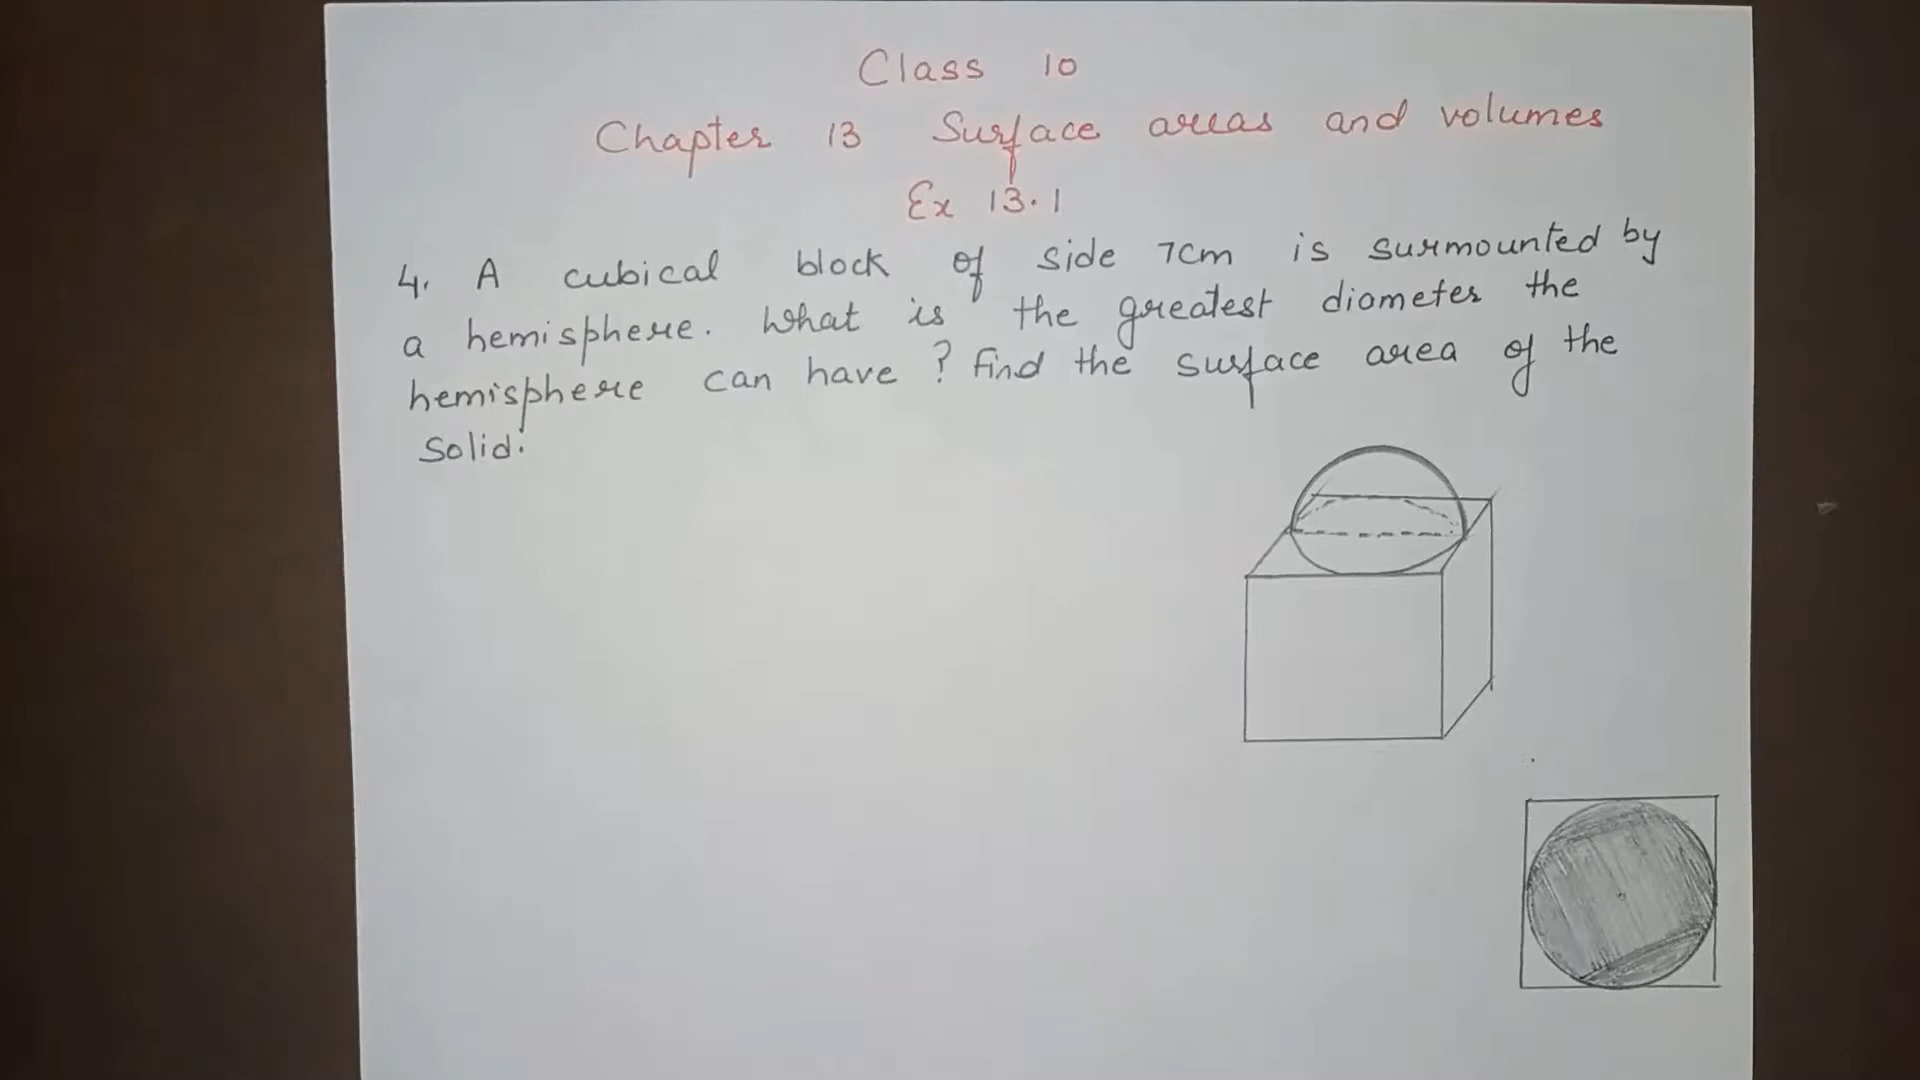 Class 10
Chapter 13 Surface areas and volumes
Ex 13.1
4. A cubical block of side 7cm is surmounted by
a hemisphere. What is the greatest diameter the
hemisphere can have? Find the surface area of the
solid.